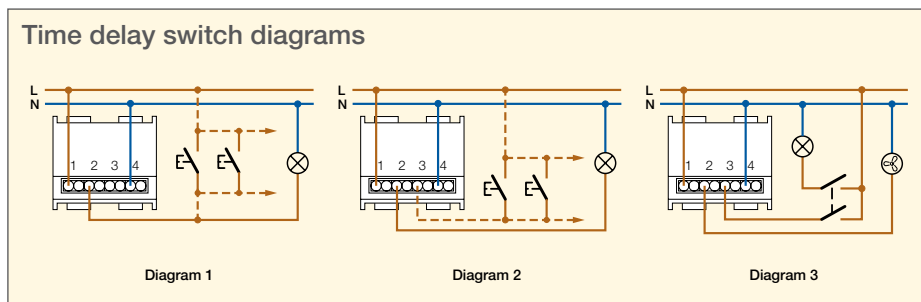 Time delay switch diagrams
L
N
1 2 3 4
L
N
1 2 3 4
L
N
1 2 3 4
Diagram 1
Diagram 2
Diagram 3